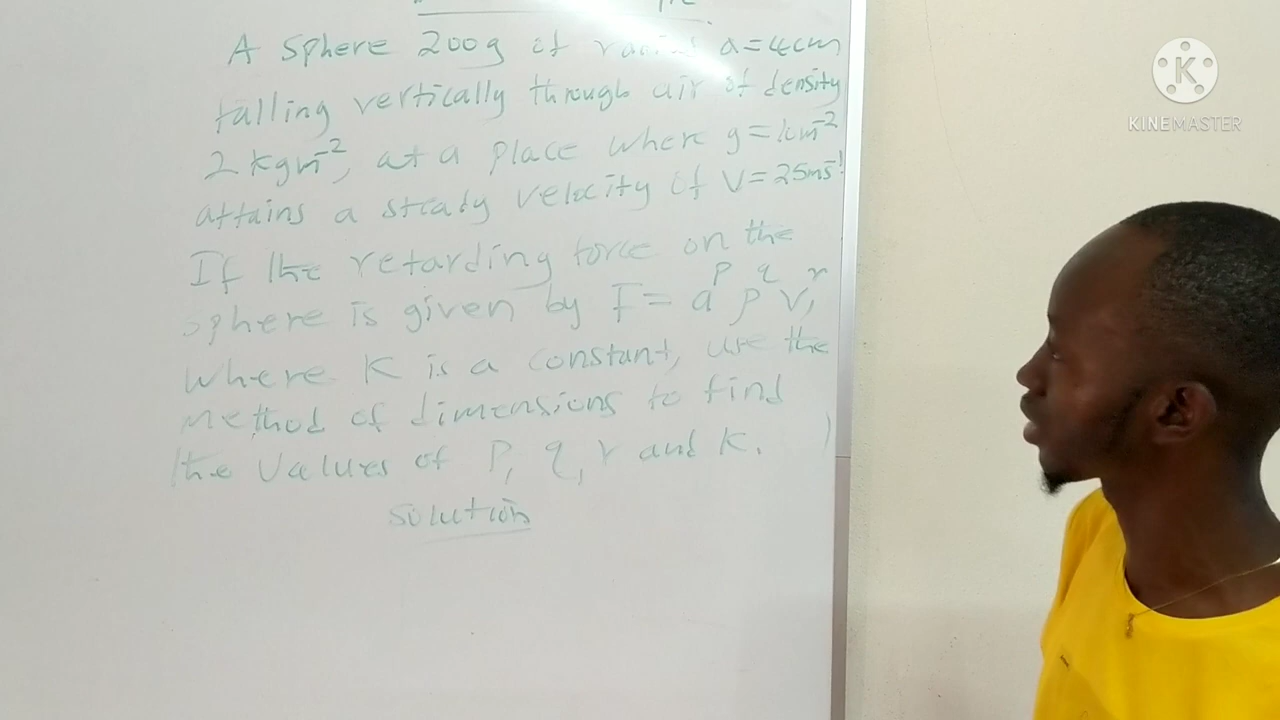 A sphere 200g of radius a=4cm
falling vertically through air of density
2kgm⁻², at a place where g=10m⁻²
attains a steady velocity of V=25ms⁻¹
If the retarding force on the
sphere is given by F= aᵖ ρ^q v^r,
where K is a constant, use the
method of dimensions to find
the values of P, q, r and K.
solution
KINEMASTER